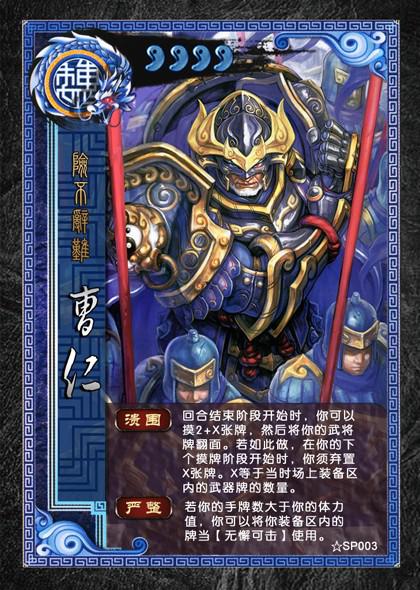 險不辭難
曹仁
溃围
回合结束阶段开始时，你可以
摸2+X张牌，然后将你的武将
牌翻面。若如此做，在你的下
个摸牌阶段开始时，你须弃置
X张牌。X等于当时场上装备区
内的武器牌的数量。
严整
若你的手牌数大于你的体力
值，你可以将你装备区内的
牌当【无懈可击】使用。
☆SP003